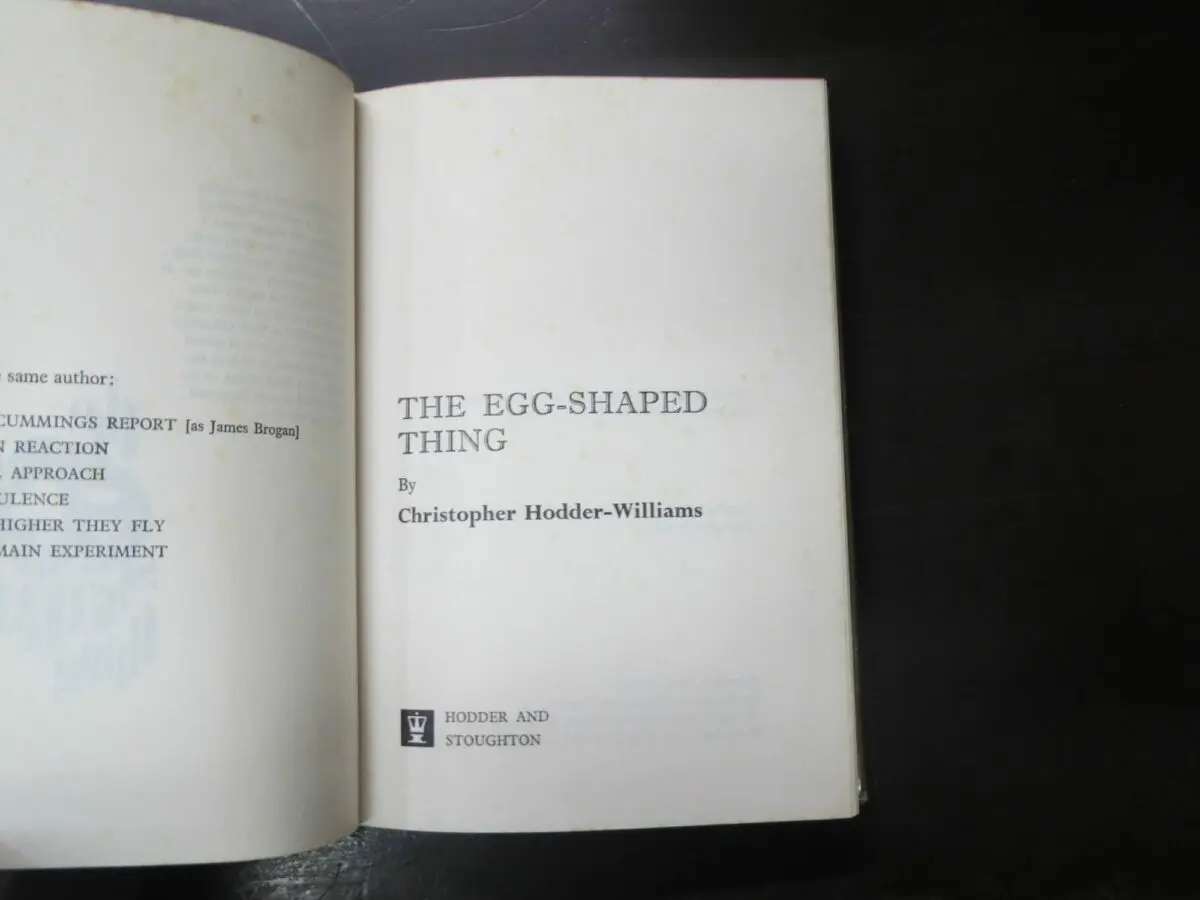 same author:
CUMMINGS REPORT [as James Brogan]
N REACTION
APPROACH
ULENCE
HIGHER THEY FLY
MAIN EXPERIMENT
THE EGG-SHAPED
THING
By
Christopher Hodder-Williams
HODDER AND
STOUGHTON